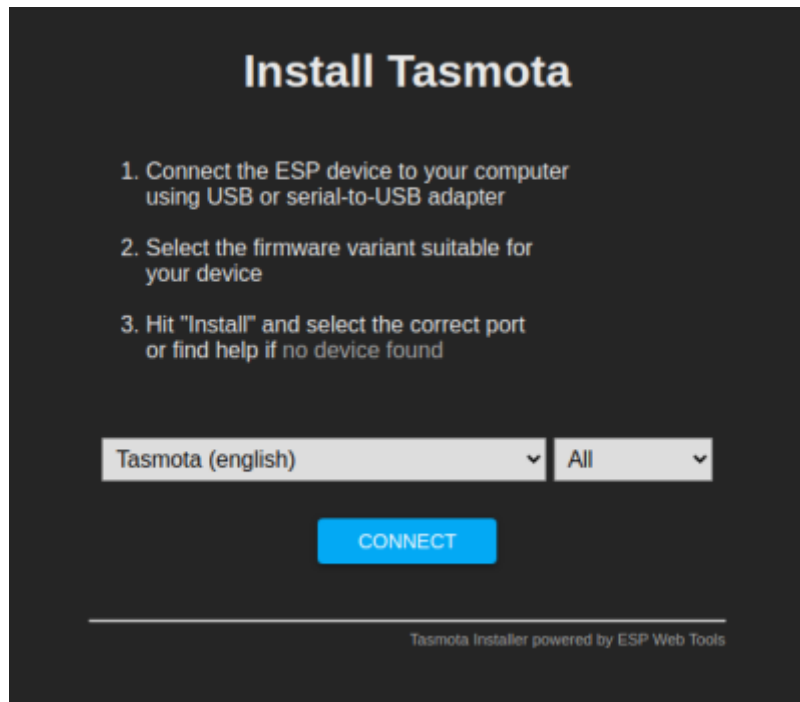 Install Tasmota
1. Connect the ESP device to your computer
using USB or serial-to-USB adapter
2. Select the firmware variant suitable for
your device
3. Hit "Install" and select the correct port
or find help if no device found
Tasmota (english) All
CONNECT
Tasmota Installer powered by ESP Web Tools